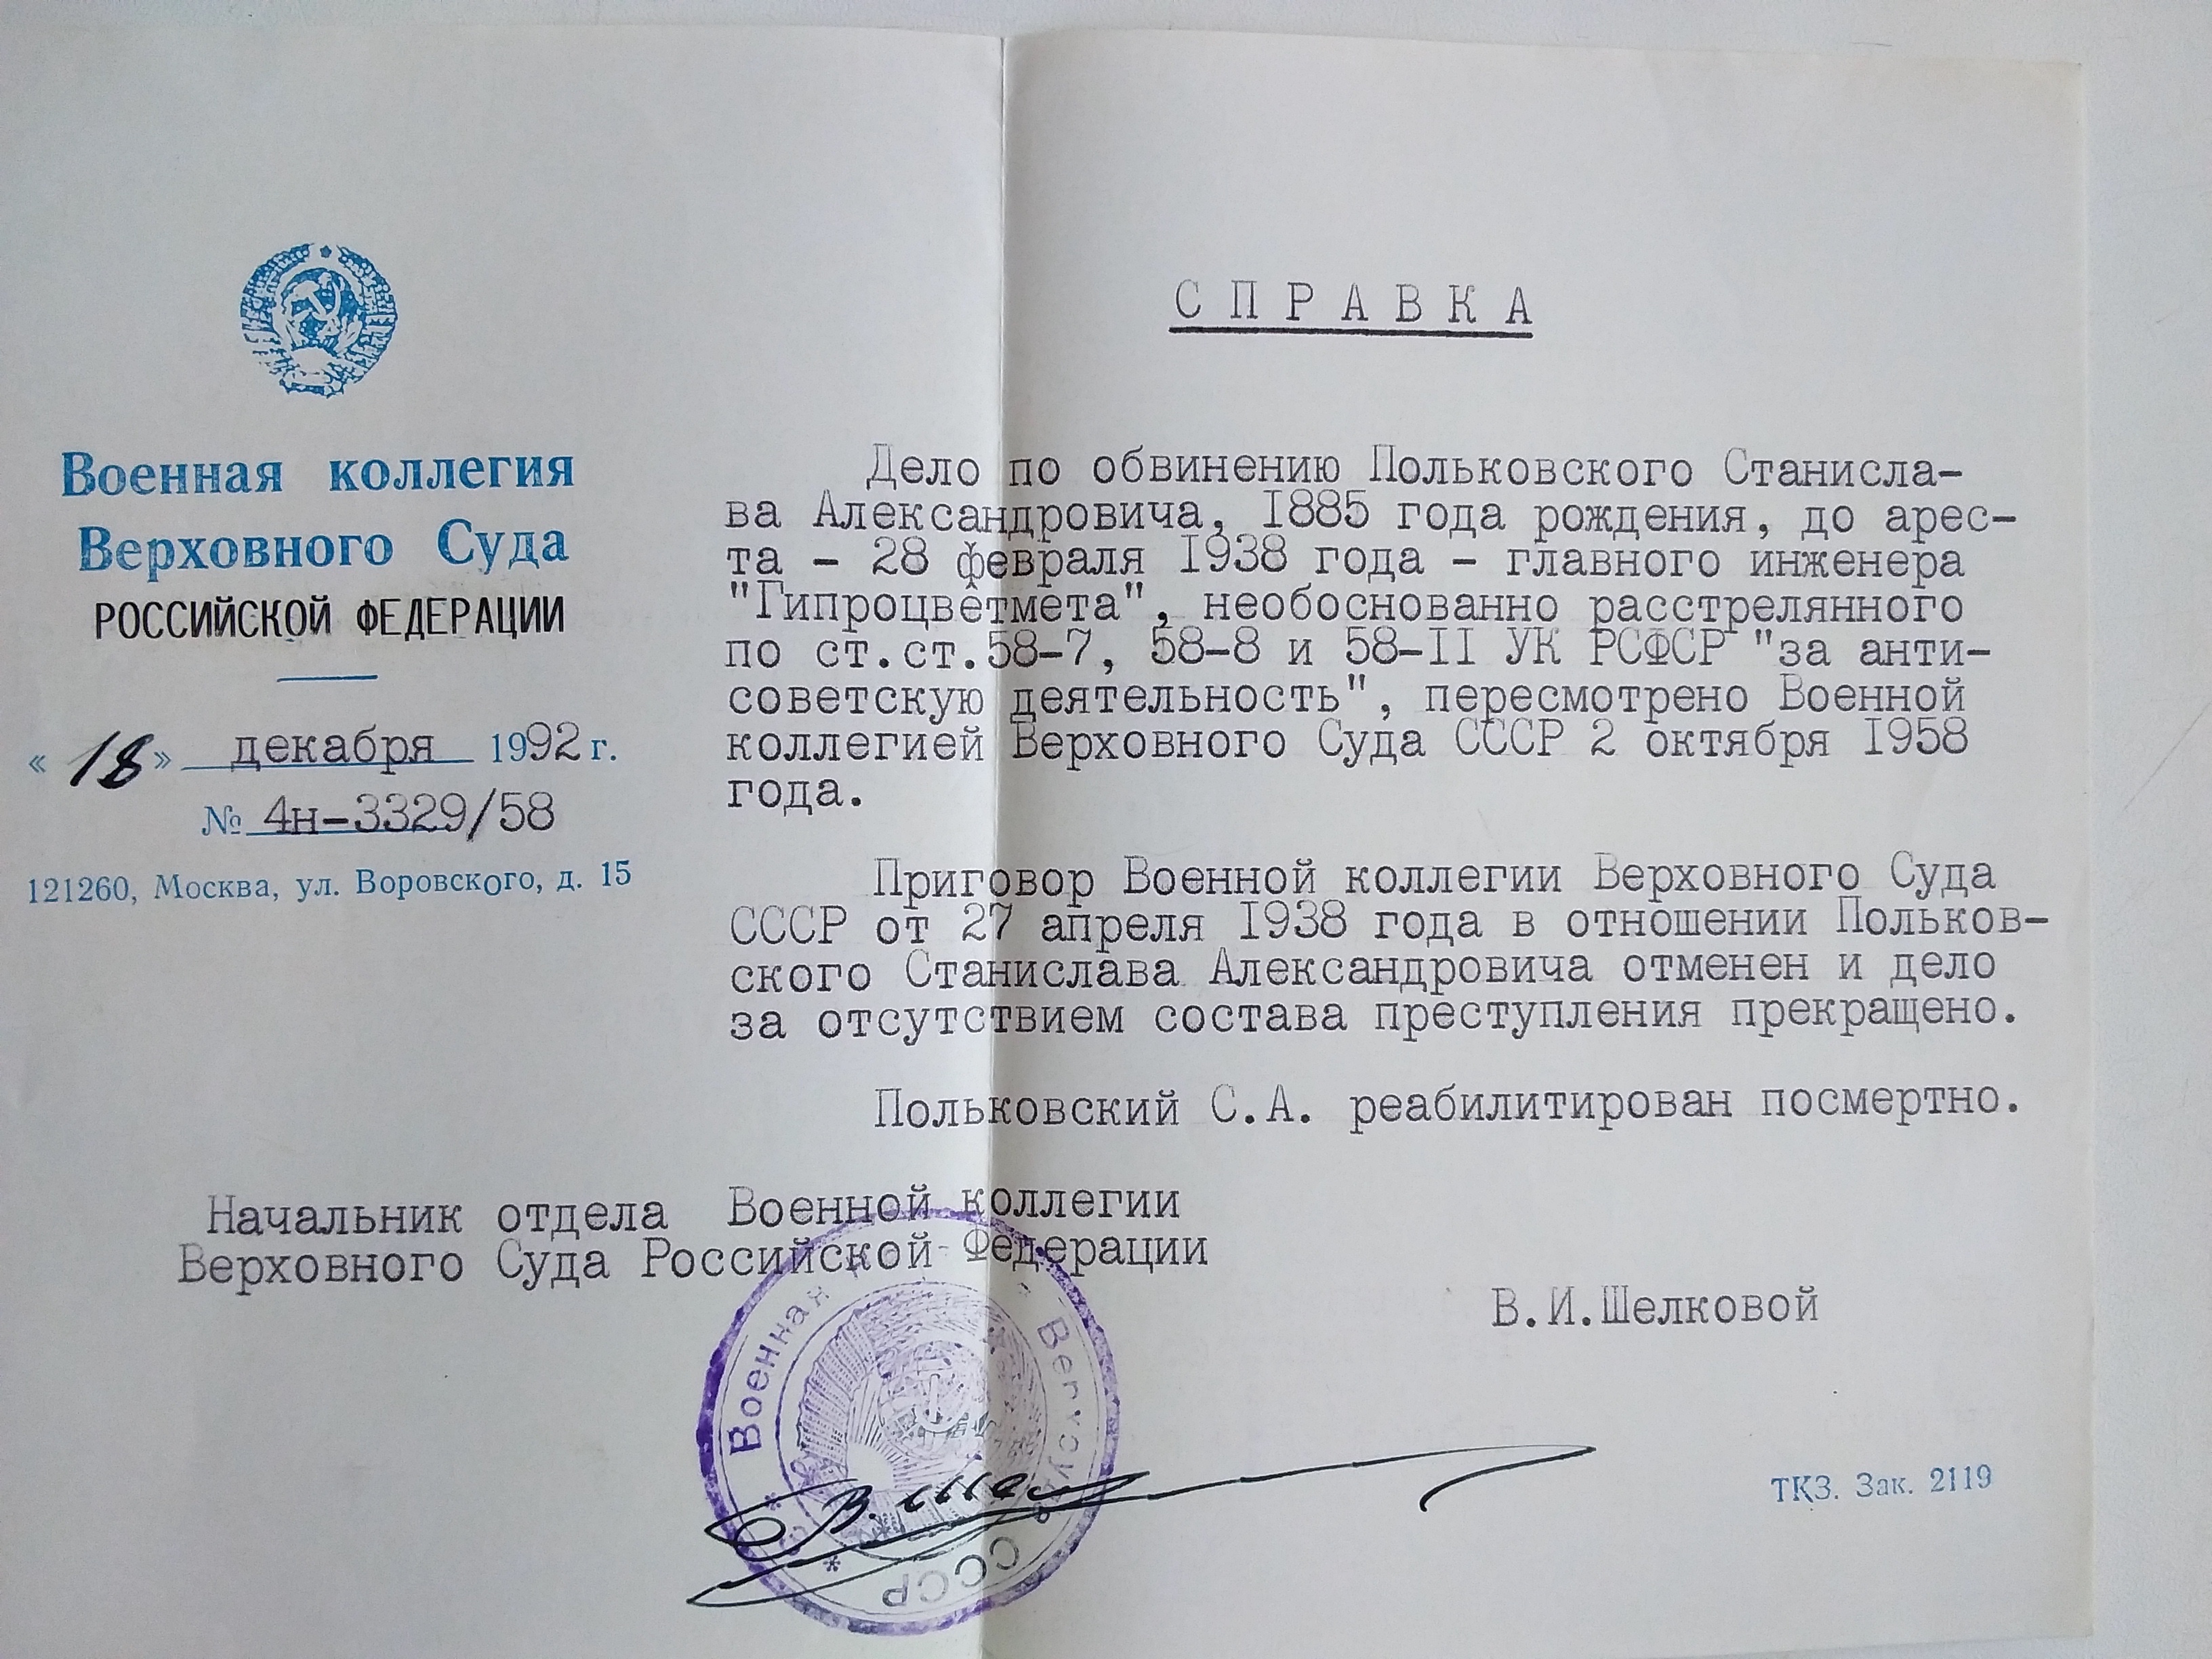 Военная коллегия
Верховного Суда
РОССИЙСКОЙ ФЕДЕРАЦИИ
« 18 » декабря 1992 г.
№ 4н-3329/58
121260, Москва, ул. Воровского, д. 15
СПРАВКА
Дело по обвинению Польковского Станисла-
ва Александровича, 1885 года рождения, до арес-
та - 28 февраля 1938 года - главного инженера
"Гипроцветмета", необоснованно расстрелянного
по ст.ст.58-7, 58-8 и 58-II УК РСФСР "за анти-
советскую деятельность", пересмотрено Военной
коллегией Верховного Суда СССР 2 октября 1958
года.
Приговор Военной коллегии Верховного Суда
СССР от 27 апреля 1938 года в отношении Польков-
ского Станислава Александровича отменен и дело
за отсутствием состава преступления прекращено.
Польковский С.А. реабилитирован посмертно.
Начальник отдела Военной коллегии
Верховного Суда Российской Федерации
В.И.Шелковой
Военная
СССР
ТКЗ. Зак. 2119